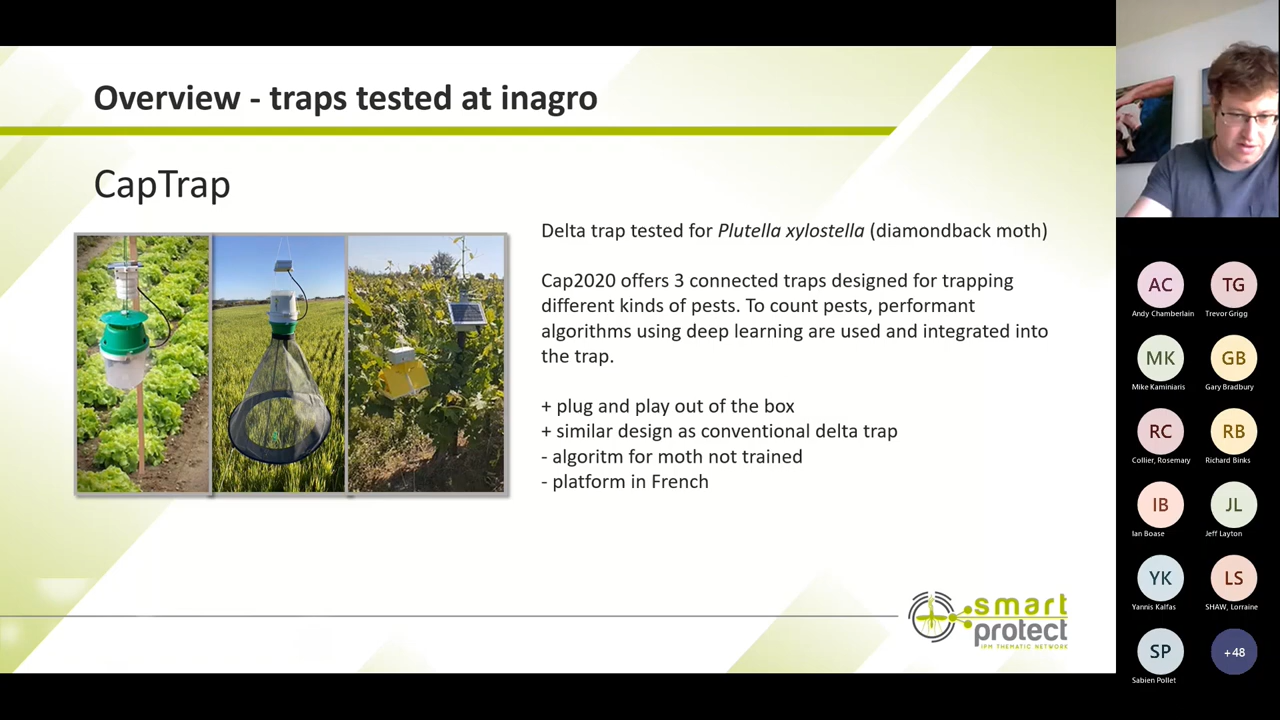 Overview - traps tested at inagro
CapTrap
Delta trap tested for Plutella xylostella (diamondback moth)
Cap2020 offers 3 connected traps designed for trapping
different kinds of pests. To count pests, performant
algorithms using deep learning are used and integrated into
the trap.
+ plug and play out of the box
+ similar design as conventional delta trap
- algoritm for moth not trained
- platform in French
smart
protect
IPM THEMATIC NETWORK
AC TG
Andy Chamberlain Trevor Grigg
MK GB
Mike Kaminiaris Gary Bradbury
RC RB
Collier, Rosemary Richard Binks
IB JL
Ian Boase Jeff Layton
YK LS
Yannis Kalfas SHAW, Lorraine
SP +48
Sabien Pollet